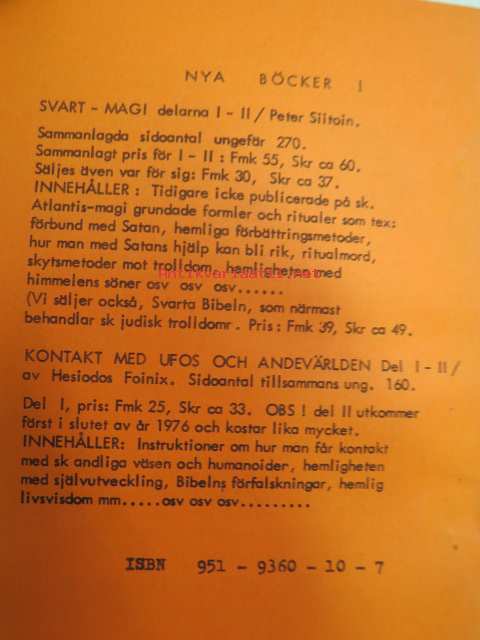 NYA BÖCKER !
SVART - MAGI delarna I - II / Peter Siitoin.
Sammanlagda sidoantal ungefär 270.
Sammanlagt pris för I - II : Fmk 55, Skr ca 60.
Säljes även var för sig: Fmk 30, Skr ca 37.
INNEHÅLLER : Tidigare icke publicerade på sk.
Atlantis-magi grundade formler och ritualer som tex:
förbund med Satan, hemliga förbättringsmetoder,
hur man med Satans hjälp kan bli rik, ritualmord,
skytsmetoder mot trolldom, hemligheten med
himmelens söner osv osv osv......
(Vi säljer också, Svarta Bibeln, som närmast
behandlar sk judisk trolldomr. Pris: Fmk 39, Skr ca 49.
KONTAKT MED UFOS OCH ANDEVÄRLDEN Del I - II/
av Hesiodos Foinix. Sidoantal tillsammans ung. 160.
Del I, pris: Fmk 25, Skr ca 33. OBS ! del II utkommer
först i slutet av år 1976 och kostar lika mycket.
INNEHÅLLER: Instruktioner om hur man får kontakt
med sk andliga väsen och humanoider, hemligheten
med självutveckling, Bibelns förfalskningar, hemlig
livsvisdom mm.....osv osv osv.........
ISBN 951 - 9360 - 10 - 7